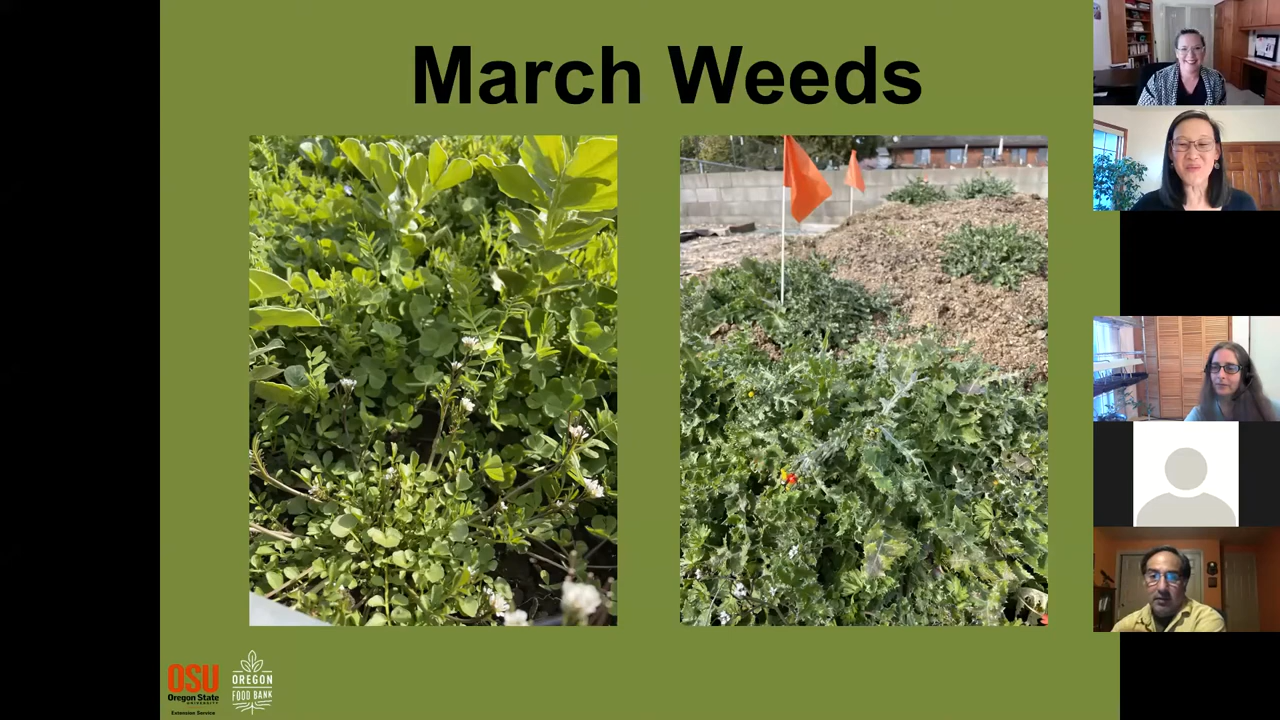 March Weeds
OSU
Oregon State
UNIVERSITY
Extension Service
OREGON
FOOD BANK